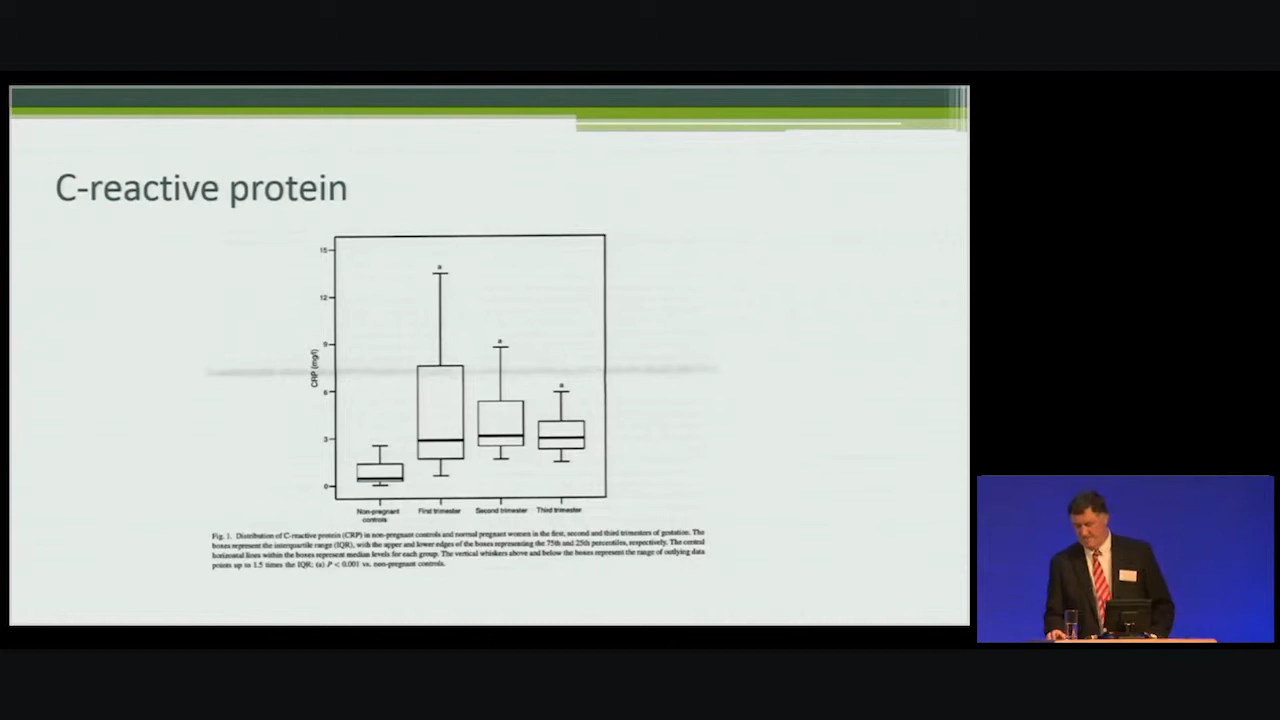 C-reactive protein
15
12
9
6
3
0
CRP (mg/l)
a
a
a
Non-pregnant controls
First trimester
Second trimester
Third trimester
Fig. 1. Distribution of C-reactive protein (CRP) in non-pregnant controls and normal pregnant women in the first, second and third trimesters of gestation. The
boxes represent the interquartile range (IQR), with the upper and lower edges of the boxes representing the 75th and 25th percentiles, respectively. The central
horizontal lines within the boxes represent median levels for each group. The vertical whiskers above and below the boxes represent the range of outlying data
points up to 1.5 times the IQR; (a) P < 0.001 vs. non-pregnant controls.